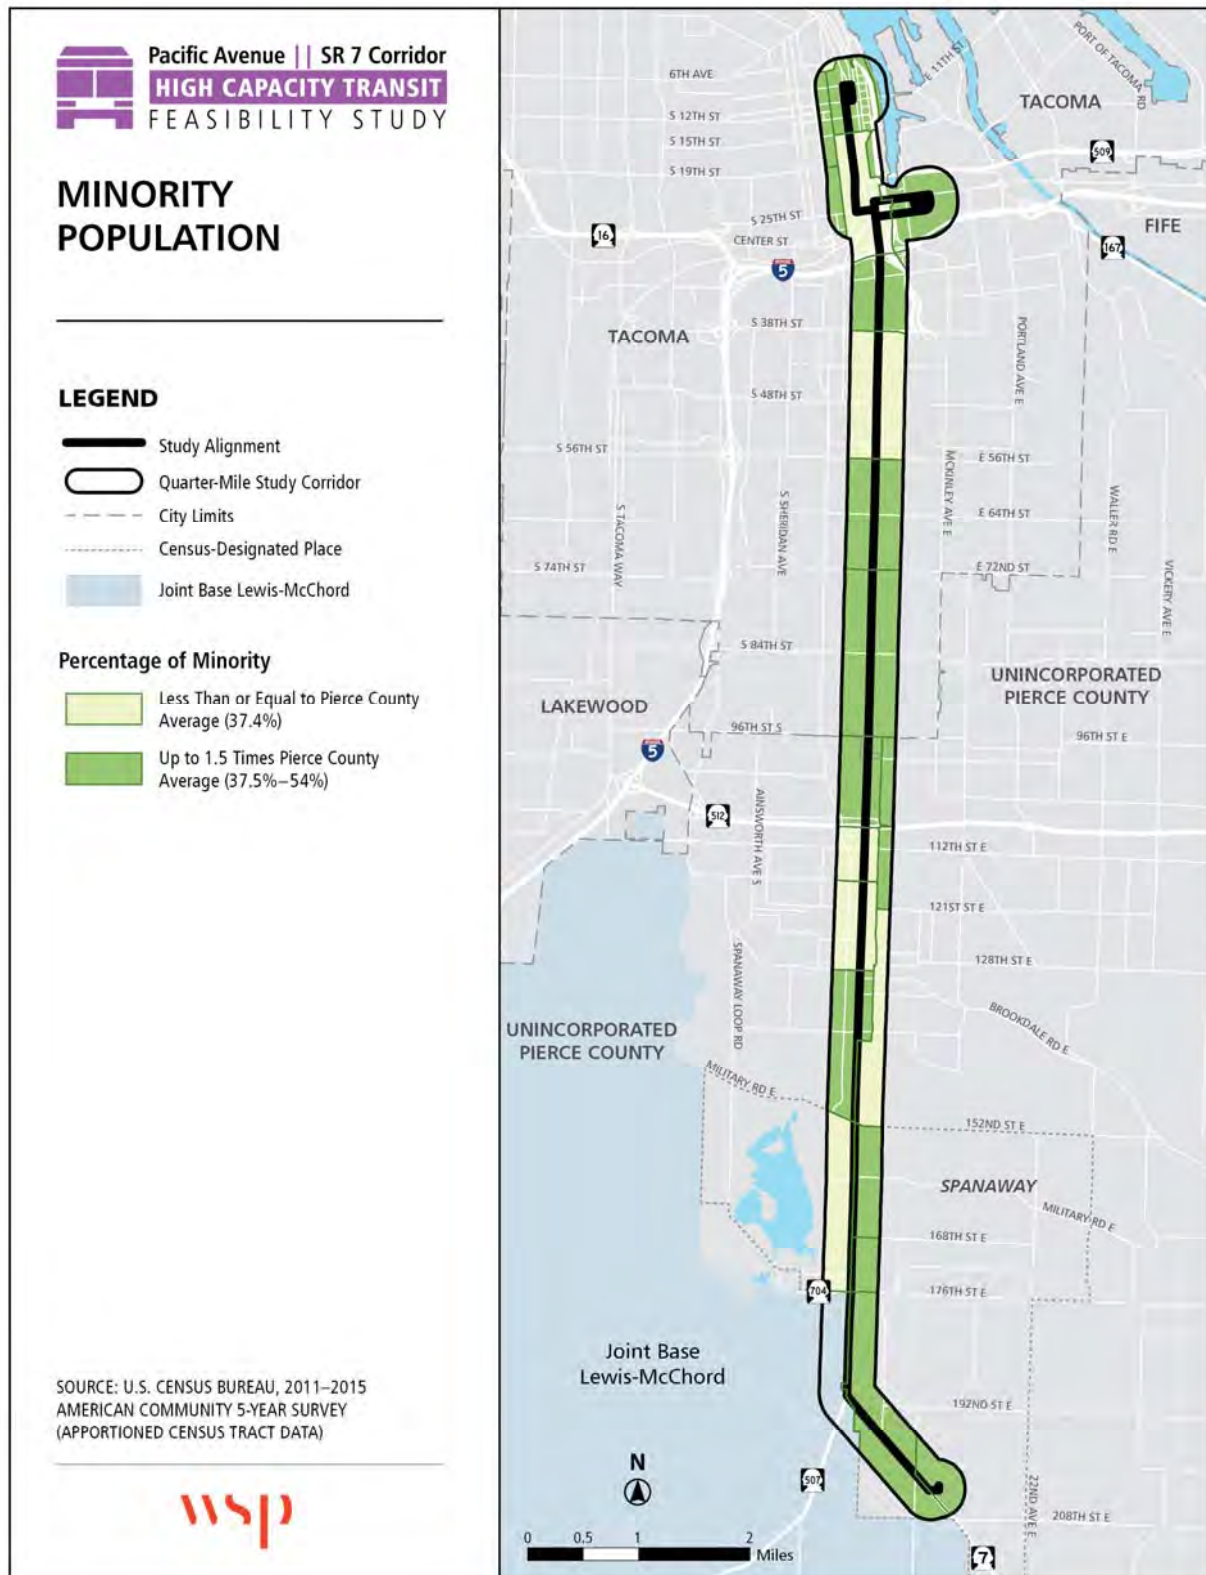 Pacific Avenue || SR 7 Corridor
HIGH CAPACITY TRANSIT
FEASIBILITY STUDY
MINORITY
POPULATION
LEGEND
Study Alignment
Quarter-Mile Study Corridor
City Limits
Census-Designated Place
Joint Base Lewis-McChord
Percentage of Minority
Less Than or Equal to Pierce County
Average (37.4%)
Up to 1.5 Times Pierce County
Average (37.5%–54%)
SOURCE: U.S. CENSUS BUREAU, 2011–2015
AMERICAN COMMUNITY 5-YEAR SURVEY
(APPORTIONED CENSUS TRACT DATA)
wsp
6TH AVE
E 11TH ST
PORT OF TACOMA RD
TACOMA
S 12TH ST
S 15TH ST
509
S 19TH ST
S 25TH ST
FIFE
16
CENTER ST
167
5
S 38TH ST
TACOMA
PORTLAND AVE E
S 48TH ST
S 56TH ST
MCKINLEY AVE E
E 56TH ST
S TACOMA WAY
S SHERIDAN AVE
E 64TH ST
WALLER RD E
S 74TH ST
E 72ND ST
VICKERY AVE E
S 84TH ST
UNINCORPORATED
PIERCE COUNTY
LAKEWOOD
96TH ST S
96TH ST E
5
512
AINSWORTH AVE S
112TH ST E
121ST ST E
SPANAWAY LOOP RD
128TH ST E
UNINCORPORATED
PIERCE COUNTY
BROOKDALE RD E
MILITARY RD E
152ND ST E
SPANAWAY
MILITARY RD E
168TH ST E
704
176TH ST E
Joint Base
Lewis-McChord
192ND ST E
N
507
22ND AVE E
208TH ST E
0 0.5 1 2
Miles
7